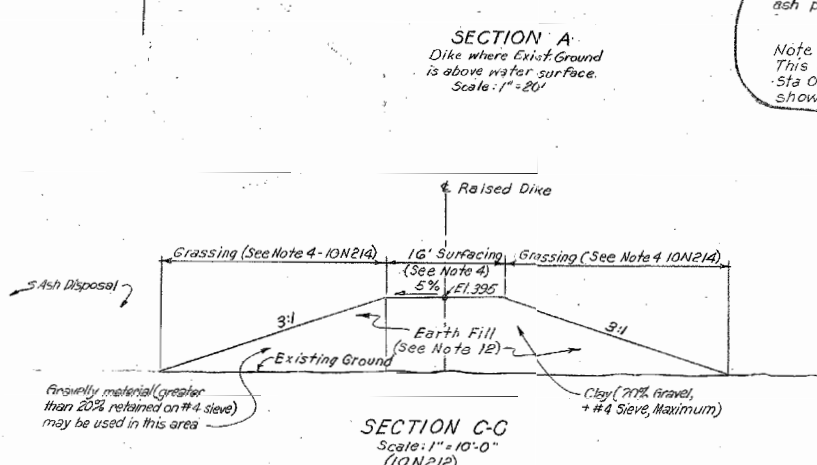 ash p
SECTION A
Dike where Exist. Ground
is above water surface.
Scale: 1" = 20'
Note
This
Sta O
show
℄ Raised Dike
Grassing (See Note 4 - 10N214)
16' Surfacing
(See Note 4)
Grassing (See Note 4 10N214)
5%
El. 395
Ash Disposal
3:1
3:1
Earth Fill
(see Note 12)
Existing Ground
Gravelly material (greater
than 20% retained on #4 sieve)
may be used in this area
Clay (20% Gravel,
+ #4 Sieve, Maximum)
SECTION C-C
Scale: 1" = 10'-0"
(10N212)